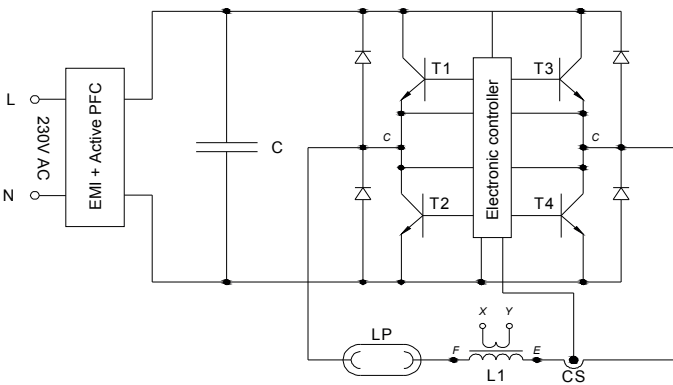 L
N
230V AC
EMI + Active PFC
C
C
T1
T2
Electronic controller
T3
T4
C
LP
F
X
Y
E
L1
CS